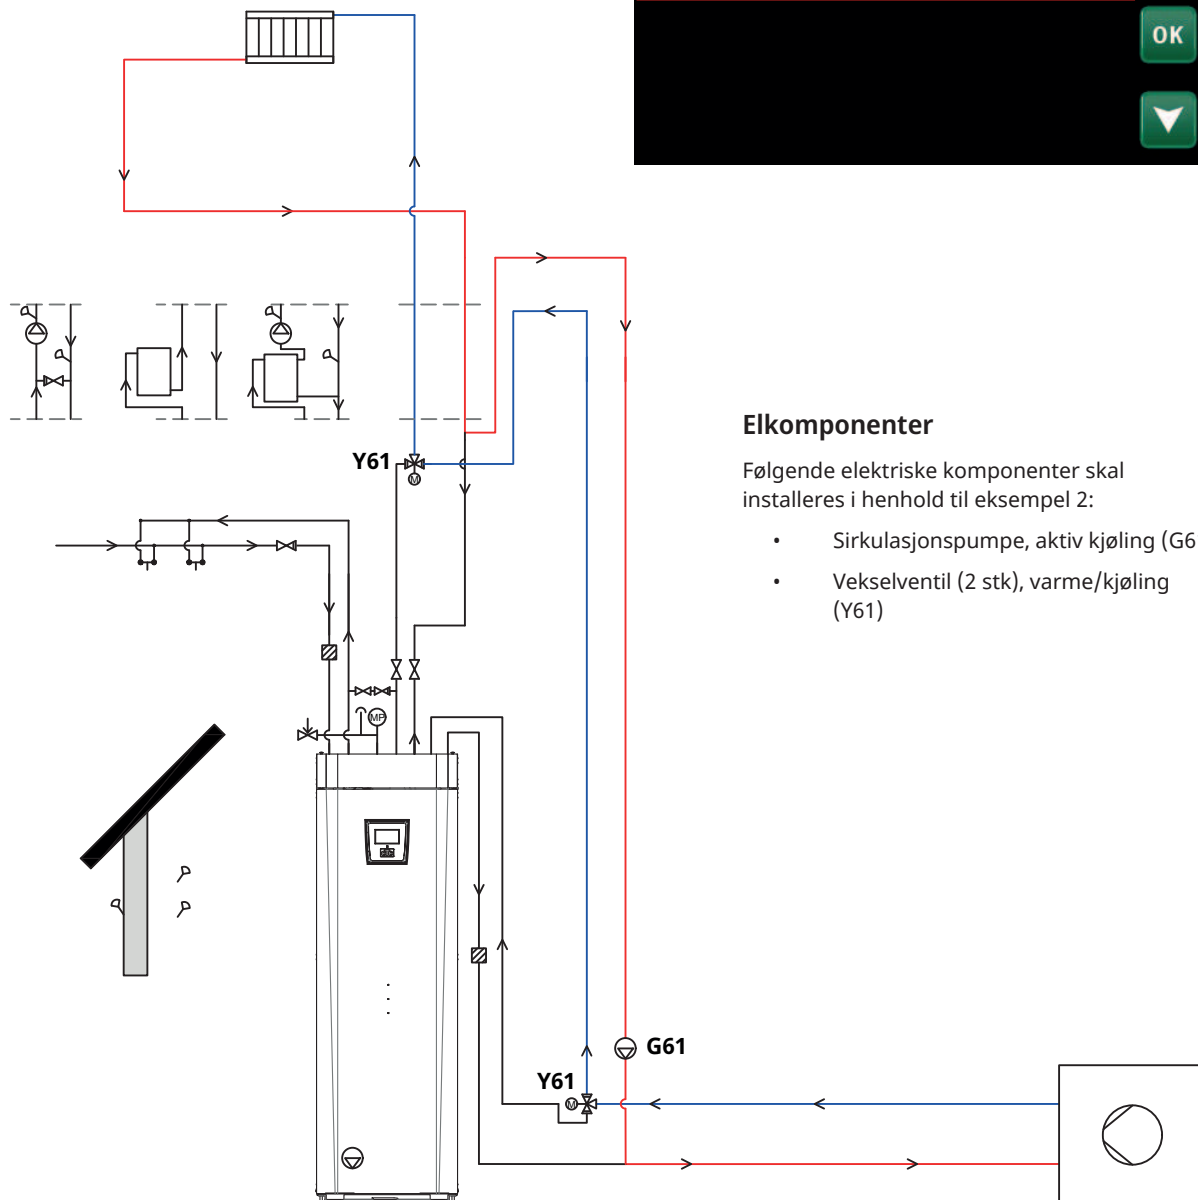 OK
Y61
Elkomponenter
Følgende elektriske komponenter skal
installeres i henhold til eksempel 2:
• Sirkulasjonspumpe, aktiv kjøling (G6
• Vekselventil (2 stk), varme/kjøling
(Y61)
M
MP
G61
Y61
M